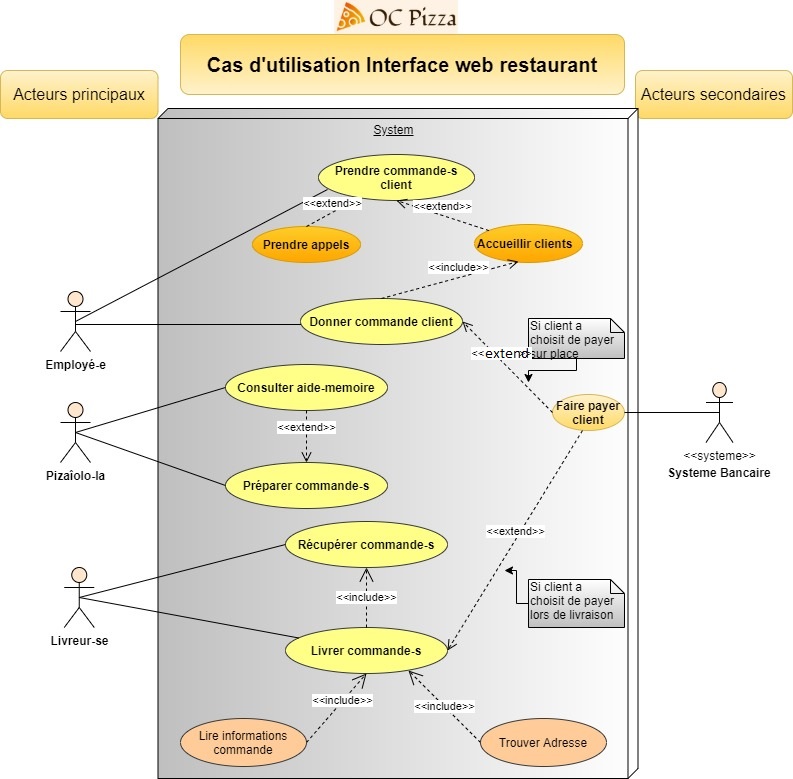 OC Pizza
Cas d'utilisation Interface web restaurant
Acteurs principaux
Acteurs secondaires
System
Prendre commande-s
client
<<extend>>
<<extend>>
Prendre appels
Accueillir clients
<<include>>
Donner commande client
Si client a
choisit de payer
sur place
<<extend
Employé-e
Consulter aide-memoire
Faire payer
client
<<extend>>
<<systeme>>
Systeme Bancaire
Pizaîolo-la
Préparer commande-s
<<extend>>
Récupérer commande-s
Si client a
choisit de payer
lors de livraison
<<include>>
Livreur-se
Livrer commande-s
<<include>>
<<include>>
Lire informations
commande
Trouver Adresse